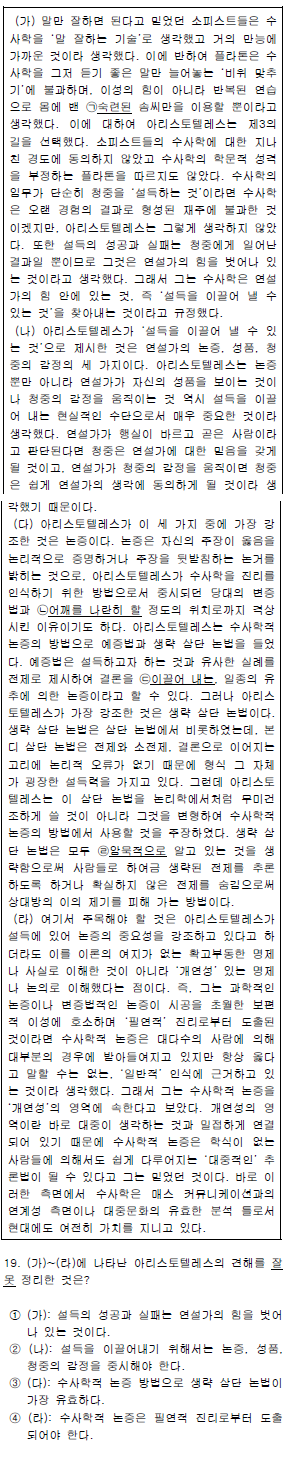 (가) 말만 잘하면 된다고 믿었던 소피스트들은 수
사학을 '말 잘하는 기술'로 생각했고 거의 만능에
가까운 것이라 생각했다. 이에 반하여 플라톤은 수
사학을 그저 듣기 좋은 말만 늘어놓는 '비위 맞추
기'에 불과하며, 이성의 힘이 아니라 반복된 연습
으로 몸에 밴 ㉠숙련된 솜씨만을 이용할 뿐이라고
생각했다. 이에 대하여 아리스토텔레스는 제3의
길을 선택했다. 소피스트들의 수사학에 대한 지나
친 경도에 동의하지 않았고 수사학의 학문적 성격
을 부정하는 플라톤을 따르지도 않았다. 수사학의
임무가 단순히 청중을 '설득하는 것'이라면 수사학
은 오랜 경험의 결과로 형성된 재주에 불과한 것
이겠지만, 아리스토텔레스는 그렇게 생각하지 않았
다. 또한 설득의 성공과 실패는 청중에게 일어난
결과일 뿐이므로 그것은 연설가의 힘을 벗어나 있
는 것이라고 생각했다. 그래서 그는 수사학은 연설
가의 힘 안에 있는 것, 즉 '설득을 이끌어 낼 수
있는 것'을 찾아내는 것이라고 규정했다.
(나) 아리스토텔레스가 '설득을 이끌어 낼 수 있
는 것'으로 제시한 것은 연설가의 논증, 성품, 청
중의 감정의 세 가지이다. 아리스토텔레스는 논증
뿐만 아니라 연설가가 자신의 성품을 보이는 것이
나 청중의 감정을 움직이는 것 역시 설득을 이끌
어 내는 현실적인 수단으로서 매우 중요한 것이라
생각했다. 연설가가 행실이 바르고 곧은 사람이라
고 판단된다면 청중은 연설가에 대한 믿음을 갖게
될 것이고, 연설가가 청중의 감정을 움직이면 청중
은 쉽게 연설가의 생각에 동의하게 될 것이라 생
각했기 때문이다.
(다) 아리스토텔레스가 이 세 가지 중에 가장 강
조한 것은 논증이다. 논증은 자신의 주장이 옳음을
논리적으로 증명하거나 주장을 뒷받침하는 논거를
밝히는 것으로, 아리스토텔레스가 수사학을 진리를
인식하기 위한 방법으로서 중시되던 당대의 변증
법과 ㉡어깨를 나란히 할 정도의 위치로까지 격상
시킨 이유이기도 하다. 아리스토텔레스는 수사학적
논증의 방법으로 예증법과 생략 삼단 논법을 들었
다. 예증법은 설득하고자 하는 것과 유사한 실례를
전제로 제시하여 결론을 ㉢이끌어 내는, 일종의 유
추에 의한 논증이라고 할 수 있다. 그러나 아리스
토텔레스가 가장 강조한 것은 생략 삼단 논법이다.
생략 삼단 논법은 삼단 논법에서 비롯하였는데, 본
디 삼단 논법은 전제와 소전제, 결론으로 이어지는
고리에 논리적 오류가 없기 때문에 형식 그 자체
가 굉장한 설득력을 가지고 있다. 그런데 아리스토
텔레스는 이 삼단 논법을 논리학에서처럼 무미건
조하게 쓸 것이 아니라 그것을 변형하여 수사학적
논증의 방법에서 사용할 것을 주장하였다. 생략 삼
단 논법은 모두 ㉣암묵적으로 알고 있는 것을 생
략함으로써 사람들로 하여금 생략된 전제를 추론
하도록 하거나 확실하지 않은 전제를 숨김으로써
상대방의 이의 제기를 피해 가는 방법이다.
(라) 여기서 주목해야 할 것은 아리스토텔레스가
설득에 있어 논증의 중요성을 강조하고 있다고 하
더라도 이를 이론의 여지가 없는 확고부동한 명제
나 사실로 이해한 것이 아니라 '개연성' 있는 명제
나 논의로 이해했다는 점이다. 즉, 그는 과학적인
논증이나 변증법적인 논증이 시공을 초월한 보편
적 이성에 호소하며 '필연적' 진리로부터 도출된
것이라면 수사학적 논증은 대다수의 사람에 의해
대부분의 경우에 받아들여지고 있지만 항상 옳다
고 말할 수는 없는, '일반적' 인식에 근거하고 있
는 것이라 생각했다. 그래서 그는 수사학적 논증을
'개연성'의 영역에 속한다고 보았다. 개연성의 영
역이란 바로 대중이 생각하는 것과 밀접하게 연결
되어 있기 때문에 수사학적 논증은 학식이 없는
사람들에 의해서도 쉽게 다루어지는 '대중적인' 추
론법이 될 수 있다고 그는 믿었던 것이다. 바로 이
러한 측면에서 수사학은 매스 커뮤니케이션과의
연계성 측면이나 대중문화의 유효한 분석 틀로서
현대에도 여전히 가치를 지니고 있다.
19. (가)~(라)에 나타난 아리스토텔레스의 견해를 잘
못 정리한 것은?
① (가): 설득의 성공과 실패는 연설가의 힘을 벗어
나 있는 것이다.
② (나): 설득을 이끌어내기 위해서는 논증, 성품,
청중의 감정을 중시해야 한다.
③ (다): 수사학적 논증 방법으로 생략 삼단 논법이
가장 유효하다.
④ (라): 수사학적 논증은 필연적 진리로부터 도출
되어야 한다.